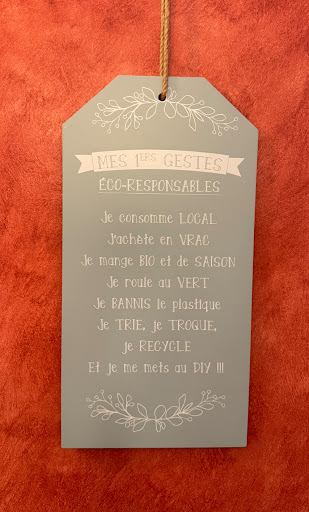 MES 1ERS GESTES
ÉCO-RESPONSABLES
Je consomme LOCAL
J'achète en VRAC
Je mange BIO et de SAISON
Je roule au VERT
Je BANNIS le plastique
Je TRIE, je TROQUE,
je RECYCLE
Et je me mets au DIY !!!